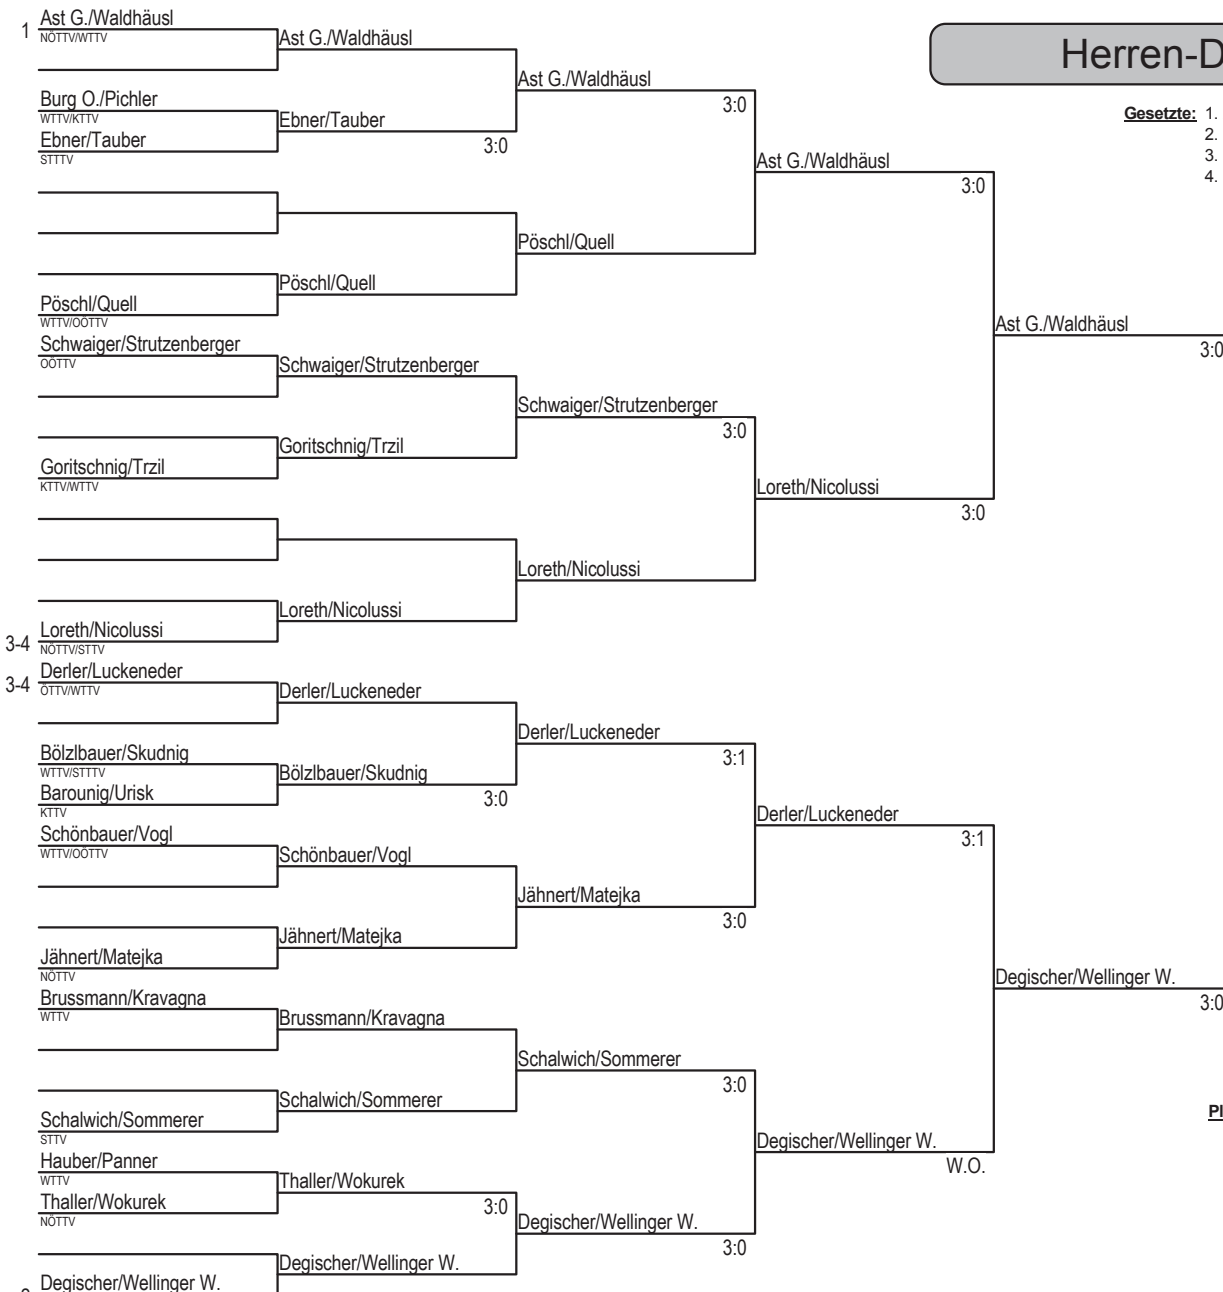 Herren-D
Gesetzte: 1.
2.
3.
4.
1 Ast G./Waldhäusl
NÖTTV/WTTV
Burg O./Pichler
WTTV/KTTV
Ebner/Tauber
STTTV
Pöschl/Quell
WTTV/OÖTTV
Schwaiger/Strutzenberger
OÖTTV
Goritschnig/Trzil
KTTV/WTTV
3-4 Loreth/Nicolussi
NÖTTV/STTV
3-4 Derler/Luckeneder
ÖTTV/WTTV
Bölzlbauer/Skudnig
WTTV/STTTV
Barounig/Urisk
KTTV
Schönbauer/Vogl
WTTV/OÖTTV
Jähnert/Matejka
NÖTTV
Brussmann/Kravagna
WTTV
Schalwich/Sommerer
STTV
Hauber/Panner
WTTV
Thaller/Wokurek
NÖTTV
Degischer/Wellinger W.
Ast G./Waldhäusl
Ebner/Tauber
3:0
Pöschl/Quell
Schwaiger/Strutzenberger
Goritschnig/Trzil
Loreth/Nicolussi
Derler/Luckeneder
Bölzlbauer/Skudnig
3:0
Schönbauer/Vogl
Jähnert/Matejka
Brussmann/Kravagna
Schalwich/Sommerer
Thaller/Wokurek
3:0
Degischer/Wellinger W.
Ast G./Waldhäusl
3:0
Pöschl/Quell
Schwaiger/Strutzenberger
3:0
Loreth/Nicolussi
Derler/Luckeneder
3:1
Jähnert/Matejka
3:0
Schalwich/Sommerer
3:0
Degischer/Wellinger W.
3:0
Ast G./Waldhäusl
3:0
Loreth/Nicolussi
3:0
Derler/Luckeneder
3:1
Degischer/Wellinger W.
W.O.
Ast G./Waldhäusl
3:0
Degischer/Wellinger W.
3:0
Pl